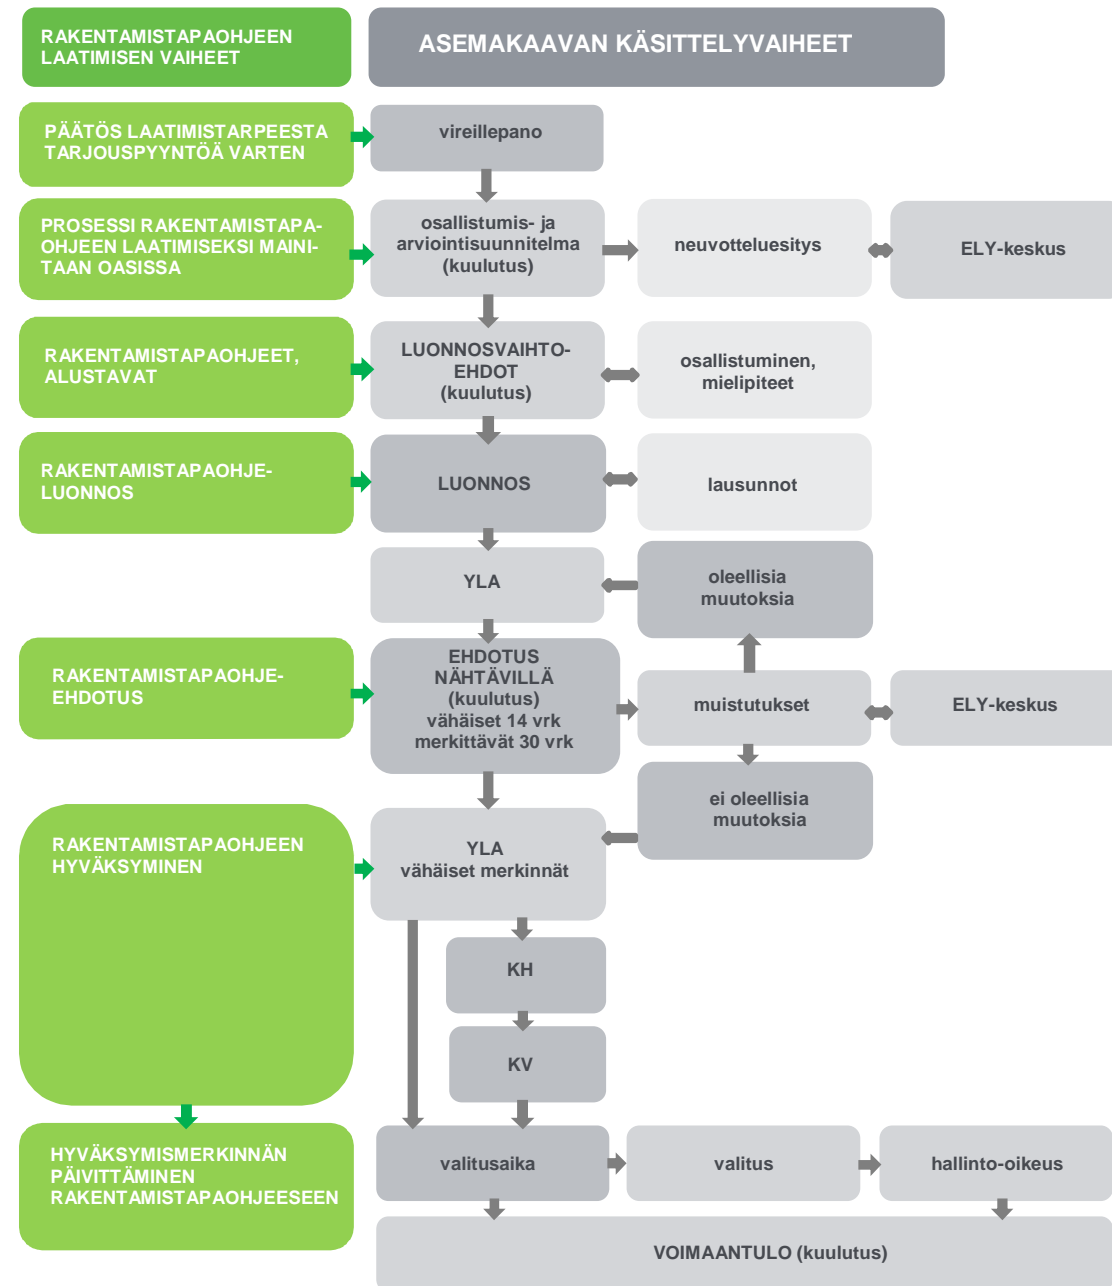 RAKENTAMISTAPAOHJEEN
LAATIMISEN VAIHEET
ASEMAKAAVAN KÄSITTELYVAIHEET
PÄÄTÖS LAATIMISTARPEESTA
TARJOUSPYYNTÖÄ VARTEN
vireillepano
PROSESSI RAKENTAMISTAPA-
OHJEEN LAATIMISEKSI MAINI-
TAAN OASISSA
osallistumis- ja
arviointisuunnitelma
(kuulutus)
neuvotteluesitys
ELY-keskus
RAKENTAMISTAPAOHJEET,
ALUSTAVAT
LUONNOSVAIHTO-
EHDOT
(kuulutus)
osallistuminen,
mielipiteet
RAKENTAMISTAPAOHJE-
LUONNOS
LUONNOS
lausunnot
YLA
oleellisia
muutoksia
RAKENTAMISTAPAOHJE-
EHDOTUS
EHDOTUS
NÄHTÄVILLÄ
(kuulutus)
vähäiset 14 vrk
merkittävät 30 vrk
muistutukset
ELY-keskus
ei oleellisia
muutoksia
RAKENTAMISTAPAOHJEEN
HYVÄKSYMINEN
YLA
vähäiset merkinnät
KH
KV
HYVÄKSYMISMERKINNÄN
PÄIVITTÄMINEN
RAKENTAMISTAPAOHJEESEEN
valitusaika
valitus
hallinto-oikeus
VOIMAANTULO (kuulutus)